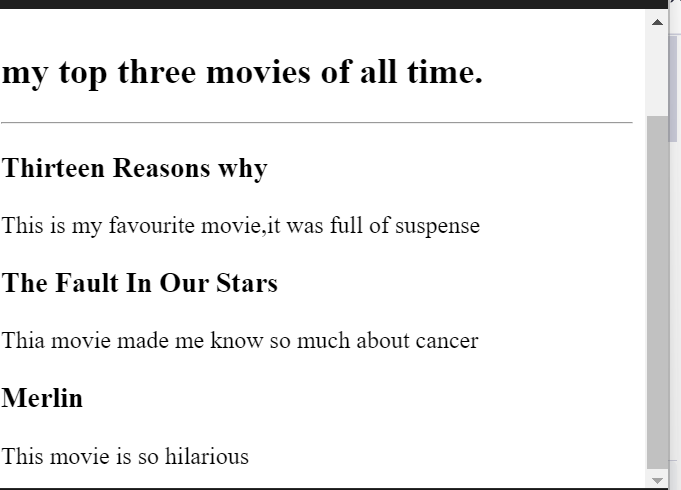 my top three movies of all time.
Thirteen Reasons why
This is my favourite movie,it was full of suspense
The Fault In Our Stars
Thia movie made me know so much about cancer
Merlin
This movie is so hilarious